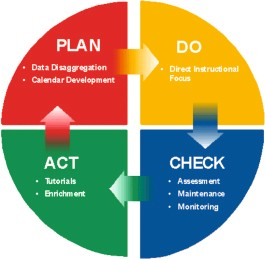 PLAN
• Data Disaggregation
• Calendar Development
DO
• Direct Instructional
Focus
ACT
• Tutorials
• Enrichment
CHECK
• Assessment
• Maintenance
• Monitoring